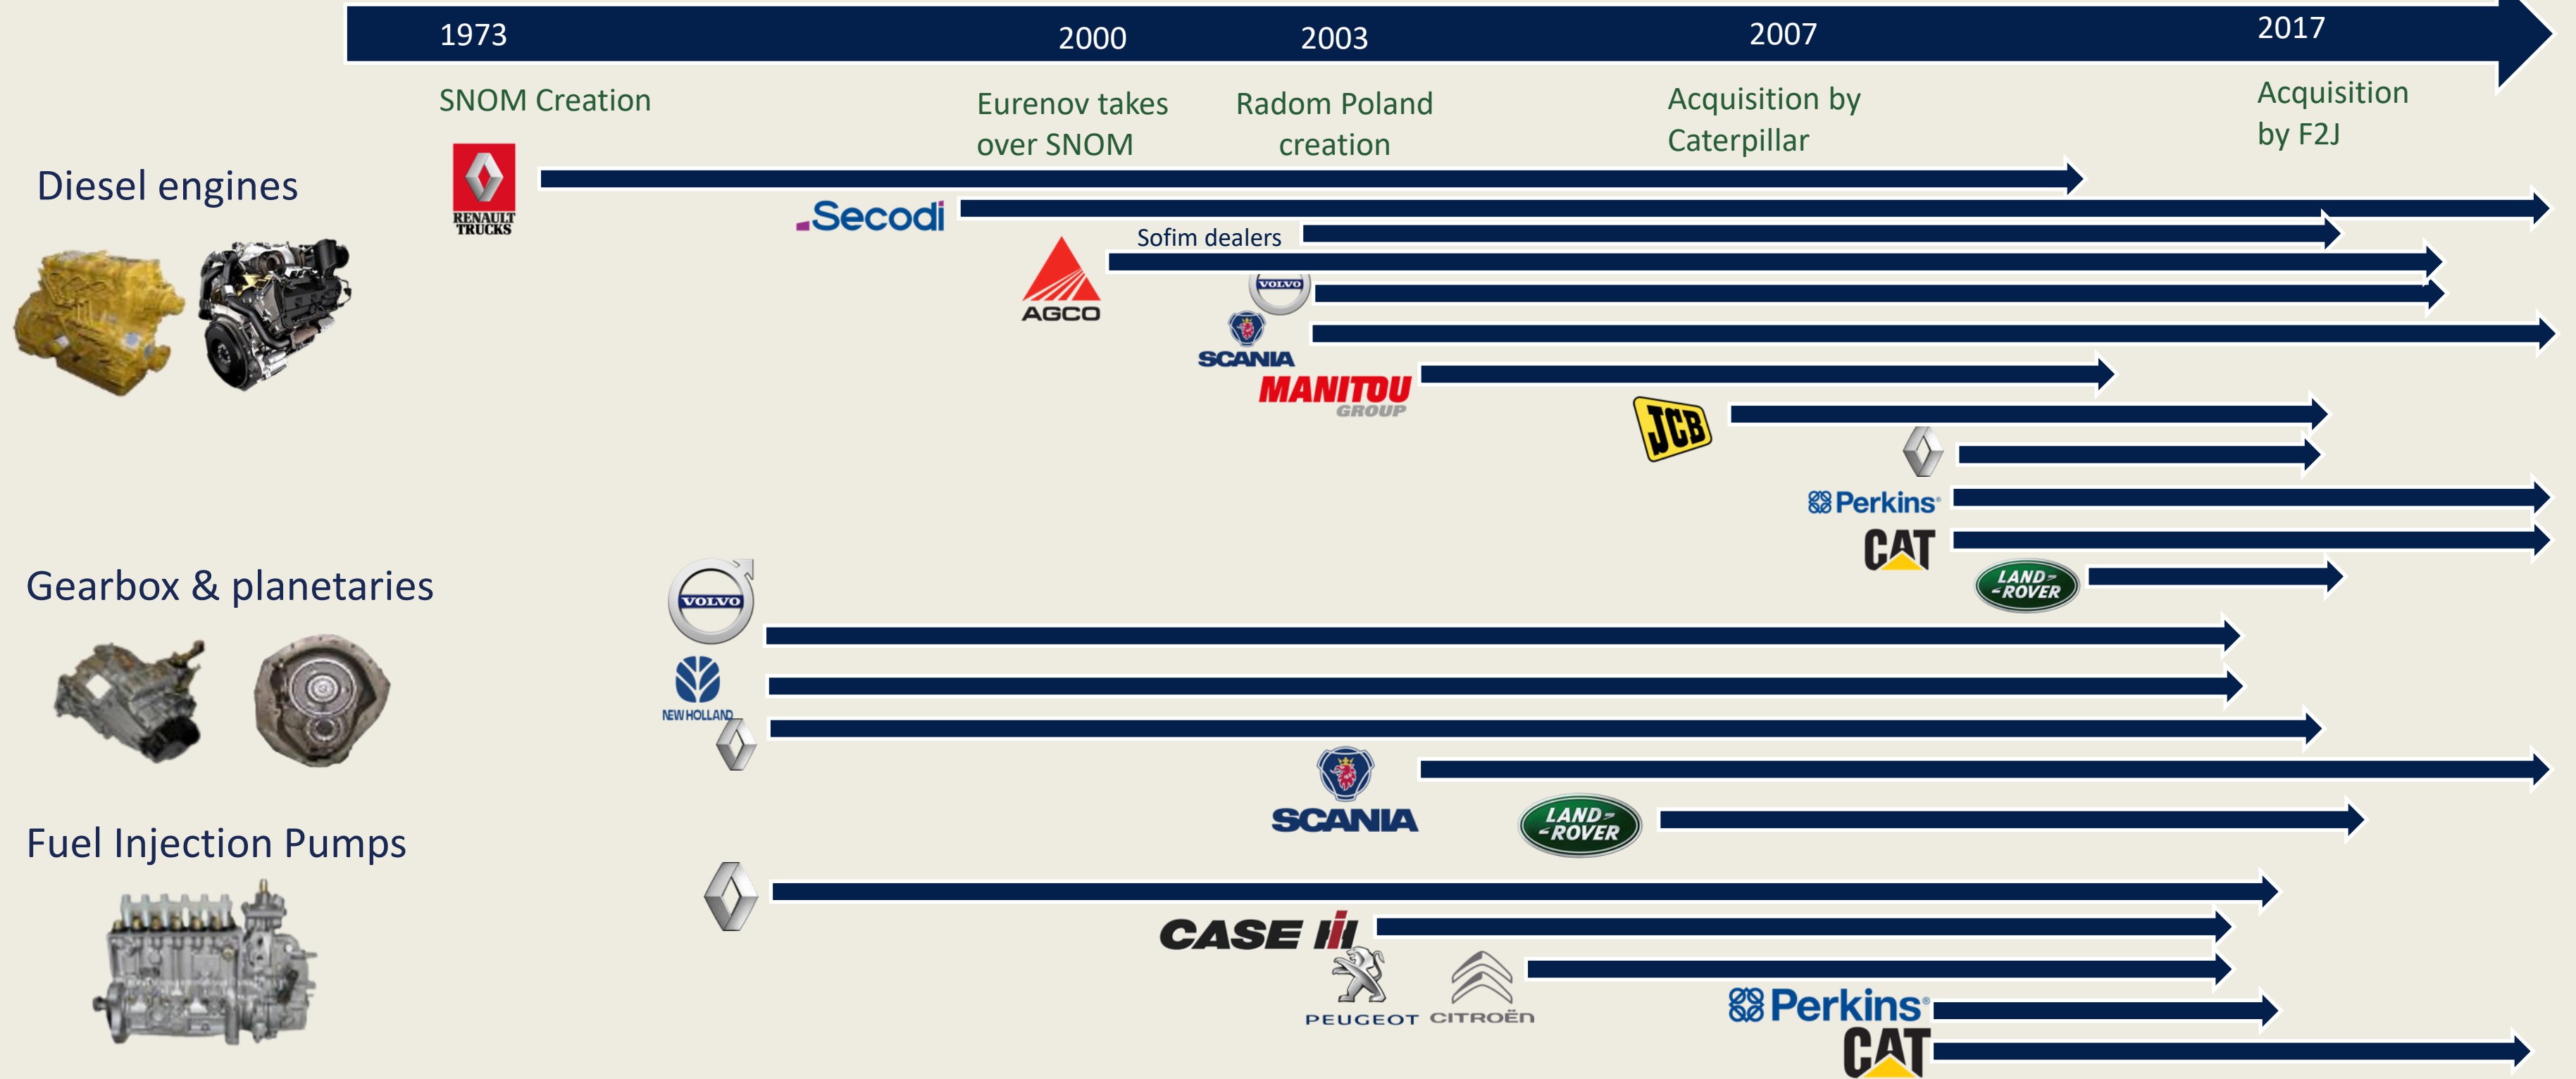 1973
2000
2003
2007
2017
SNOM Creation
Eurenov takes
over SNOM
Radom Poland
creation
Acquisition by
Caterpillar
Acquisition
by F2J
Diesel engines
RENAULT
TRUCKS
Secodi
Sofim dealers
AGCO
VOLVO
SCANIA
MANITOU
GROUP
JCB
Perkins
CAT
LAND-
-ROVER
Gearbox & planetaries
VOLVO
NEW HOLLAND
SCANIA
LAND-
-ROVER
Fuel Injection Pumps
CASE IH
PEUGEOT
CITROËN
Perkins
CAT